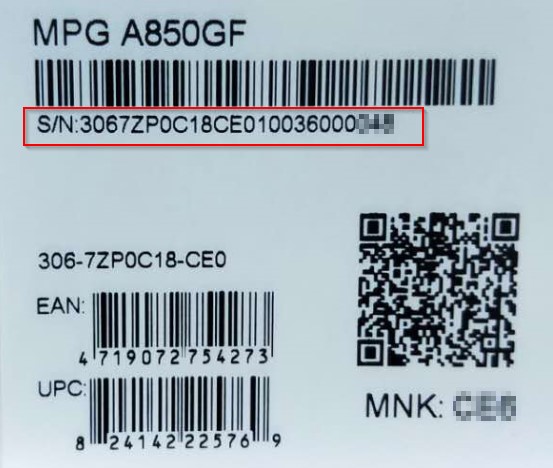 MPG A850GF
S/N:3067ZP0C18CE010036000
306-7ZP0C18-CE0
EAN:
4 719072 754273
UPC:
8 24142 22576 9
MNK: